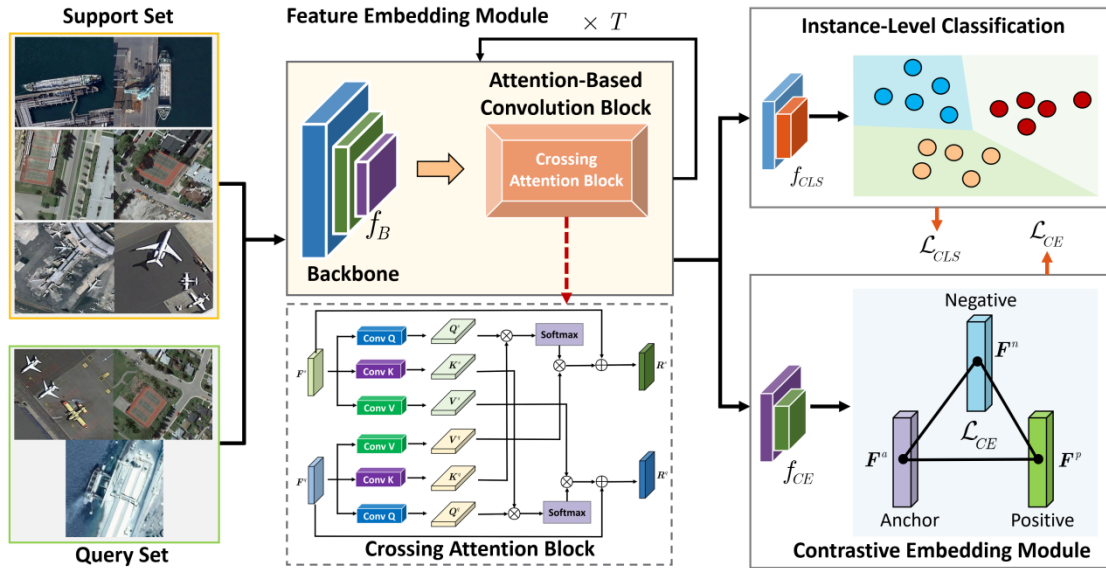 Support Set
Feature Embedding Module
× T
Attention-Based
Convolution Block
Crossing
Attention Block
f_B
Backbone
Instance-Level Classification
f_CLS
ℒ_CLS
ℒ_CE
Conv Q
Q^s
Softmax
F^s
Conv K
K^s
R^s
Conv V
V^s
Conv V
V^q
F^q
Conv K
K^q
R^q
Conv Q
Q^q
Softmax
Crossing Attention Block
Query Set
f_CE
Negative
F^n
ℒ_CE
F^a
F^p
Anchor
Positive
Contrastive Embedding Module